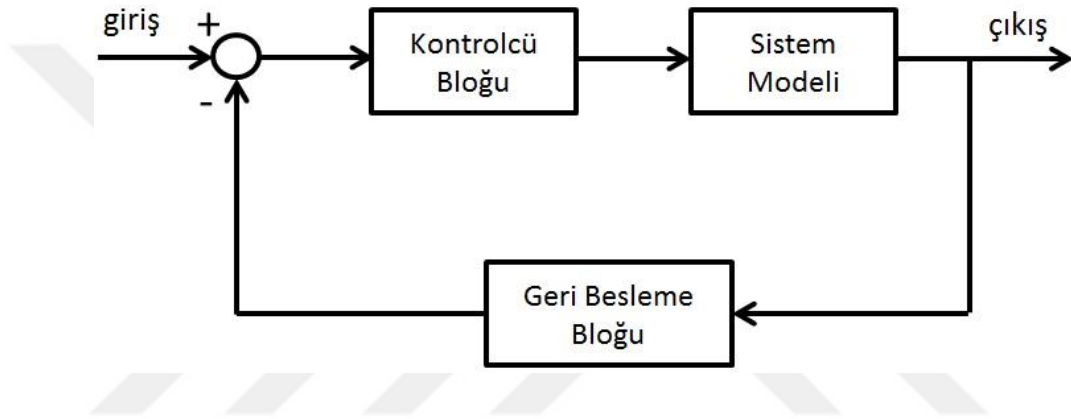 giriş
+
-
Kontrolcü
Bloğu
Sistem
Modeli
çıkış
Geri Besleme
Bloğu